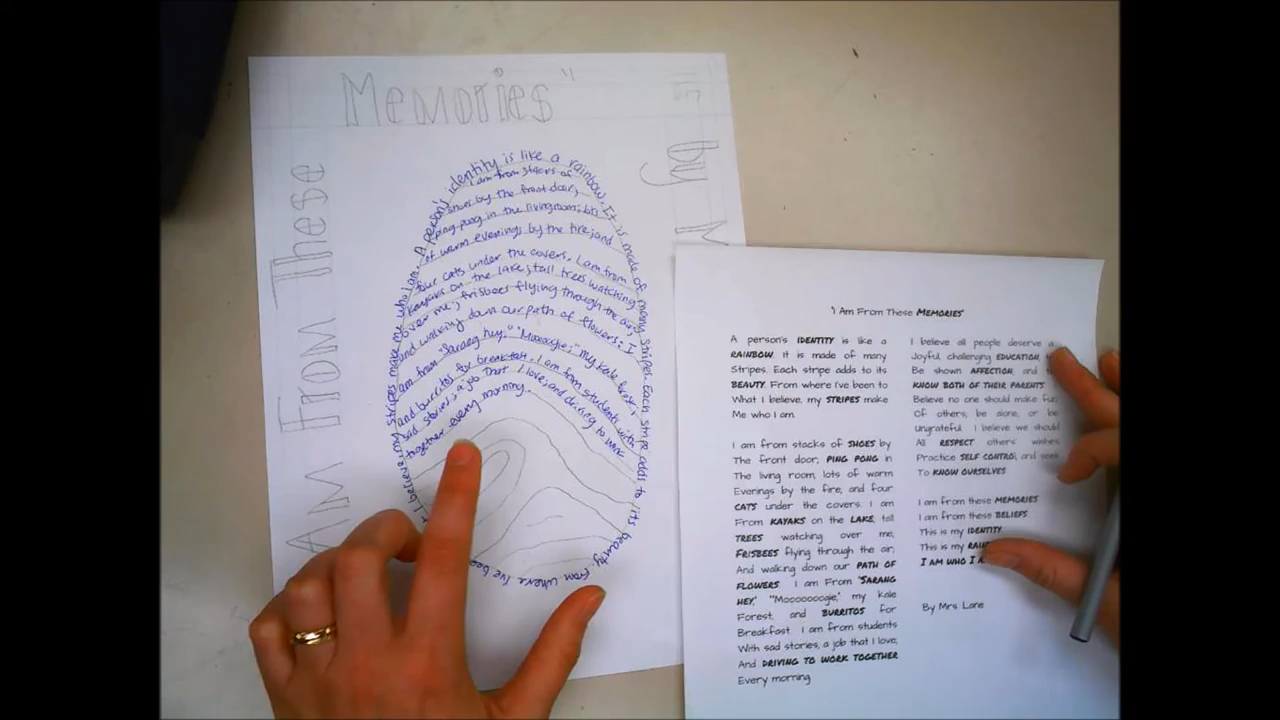 Memories"
I AM From These
by M
A person's identity is like a rainbow. It is made of many stripes. Each stripe adds to its beauty. From where I've been
I believe, my stripes make me who I am.
I am from stacks of
by the front door,
ping-pong in the livingroom, lots
of warm evenings by the fire, and
four cats under the covers. I am from
kayaks on the lake, tall trees watching
over me, frisbees flying through the air,
and walking down our path of flowers. I
am from "Sarang hey," "Mooooogie," my kale forest,
and burritos for breakfast. I am from students with
sad stories, a job that I love, and driving to work
together every morning.
"I Am From These MEMORIES
A person's IDENTITY is like a
RAINBOW. It is made of many
Stripes. Each stripe adds to its
BEAUTY. From where I've been to
What I believe, my STRIPES make
Me who I am.
I am from stacks of SHOES by
The front door, PING PONG in
The living room, lots of warm
Evenings by the fire, and four
CATS under the covers. I am
From KAYAKS on the LAKE, tall
TREES watching over me,
FRISBEES flying through the air,
And walking down our PATH OF
FLOWERS. I am From "SARANG
HEY," "Mooooooogie," my kale
Forest, and BURRITOS for
Breakfast. I am from students
With sad stories, a job that I love,
And DRIVING TO WORK TOGETHER
Every morning
I believe all people deserve a
Joyful, challenging EDUCATION,
Be shown AFFECTION, and
KNOW BOTH OF THEIR PARENTS.
Believe no one should make fun
Of others, be alone, or be
ungrateful. I believe we should
All RESPECT others' wishes
Practice SELF CONTROL, and seek
To KNOW OURSELVES
I am from these MEMORIES
I am from these BELIEFS
This is my IDENTITY
This is my
I AM WHO I
By Mrs. Lane